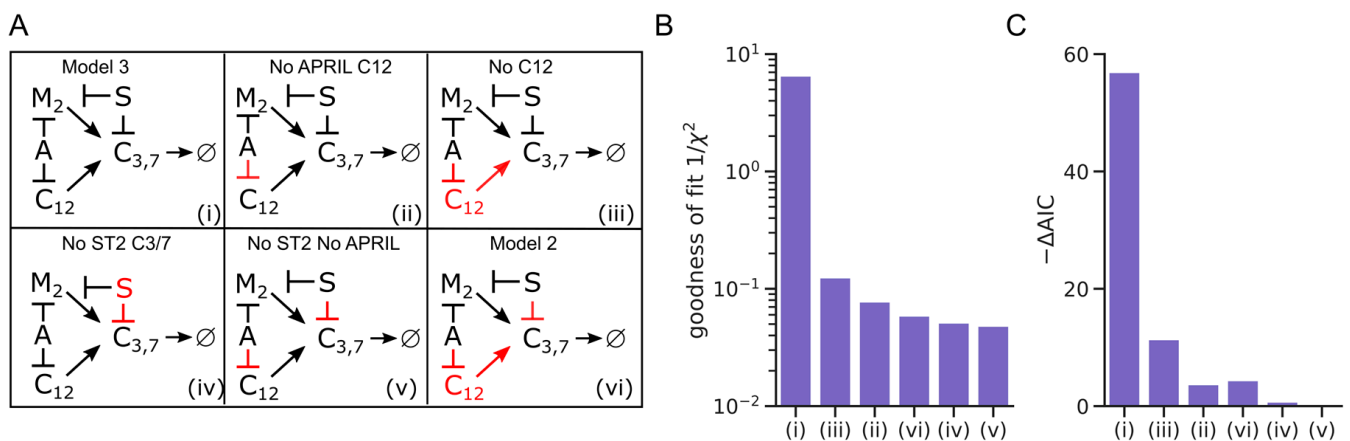 A
Model 3
M2 S
A C3,7 ∅
C12 (i)
No APRIL C12
M2 S
A C3,7 ∅
C12 (ii)
No C12
M2 S
A C3,7 ∅
C12 (iii)
No ST2 C3/7
M2 S
A C3,7 ∅
C12 (iv)
No ST2 No APRIL
M2 S
A C3,7 ∅
C12 (v)
Model 2
M2 S
A C3,7 ∅
C12 (vi)
B
goodness of fit 1/χ²
10¹
10⁰
10⁻¹
10⁻²
(i) (iii) (ii) (vi) (iv) (v)
C
−ΔAIC
60
40
20
0
(i) (iii) (ii) (vi) (iv) (v)